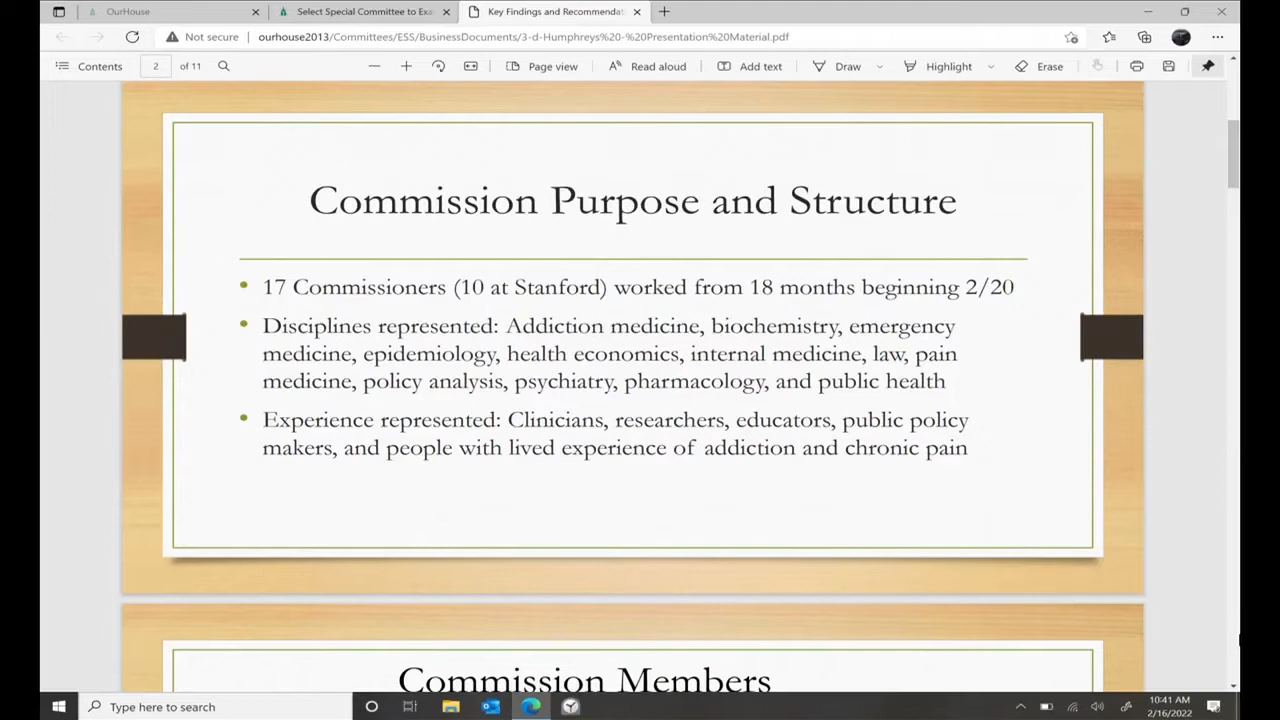 OurHouse
Select Special Committee to Exa
Key Findings and Recommendat
Not secure
ourhouse2013/Committees/ESS/BusinessDocuments/3-d-Humphreys%20-%20Presentation%20Material.pdf
Contents
2
of 11
Page view
Read aloud
Add text
Draw
Highlight
Erase
Commission Purpose and Structure
• 17 Commissioners (10 at Stanford) worked from 18 months beginning 2/20
• Disciplines represented: Addiction medicine, biochemistry, emergency
medicine, epidemiology, health economics, internal medicine, law, pain
medicine, policy analysis, psychiatry, pharmacology, and public health
• Experience represented: Clinicians, researchers, educators, public policy
makers, and people with lived experience of addiction and chronic pain
Commission Members
Type here to search
10:41 AM
2/16/2022